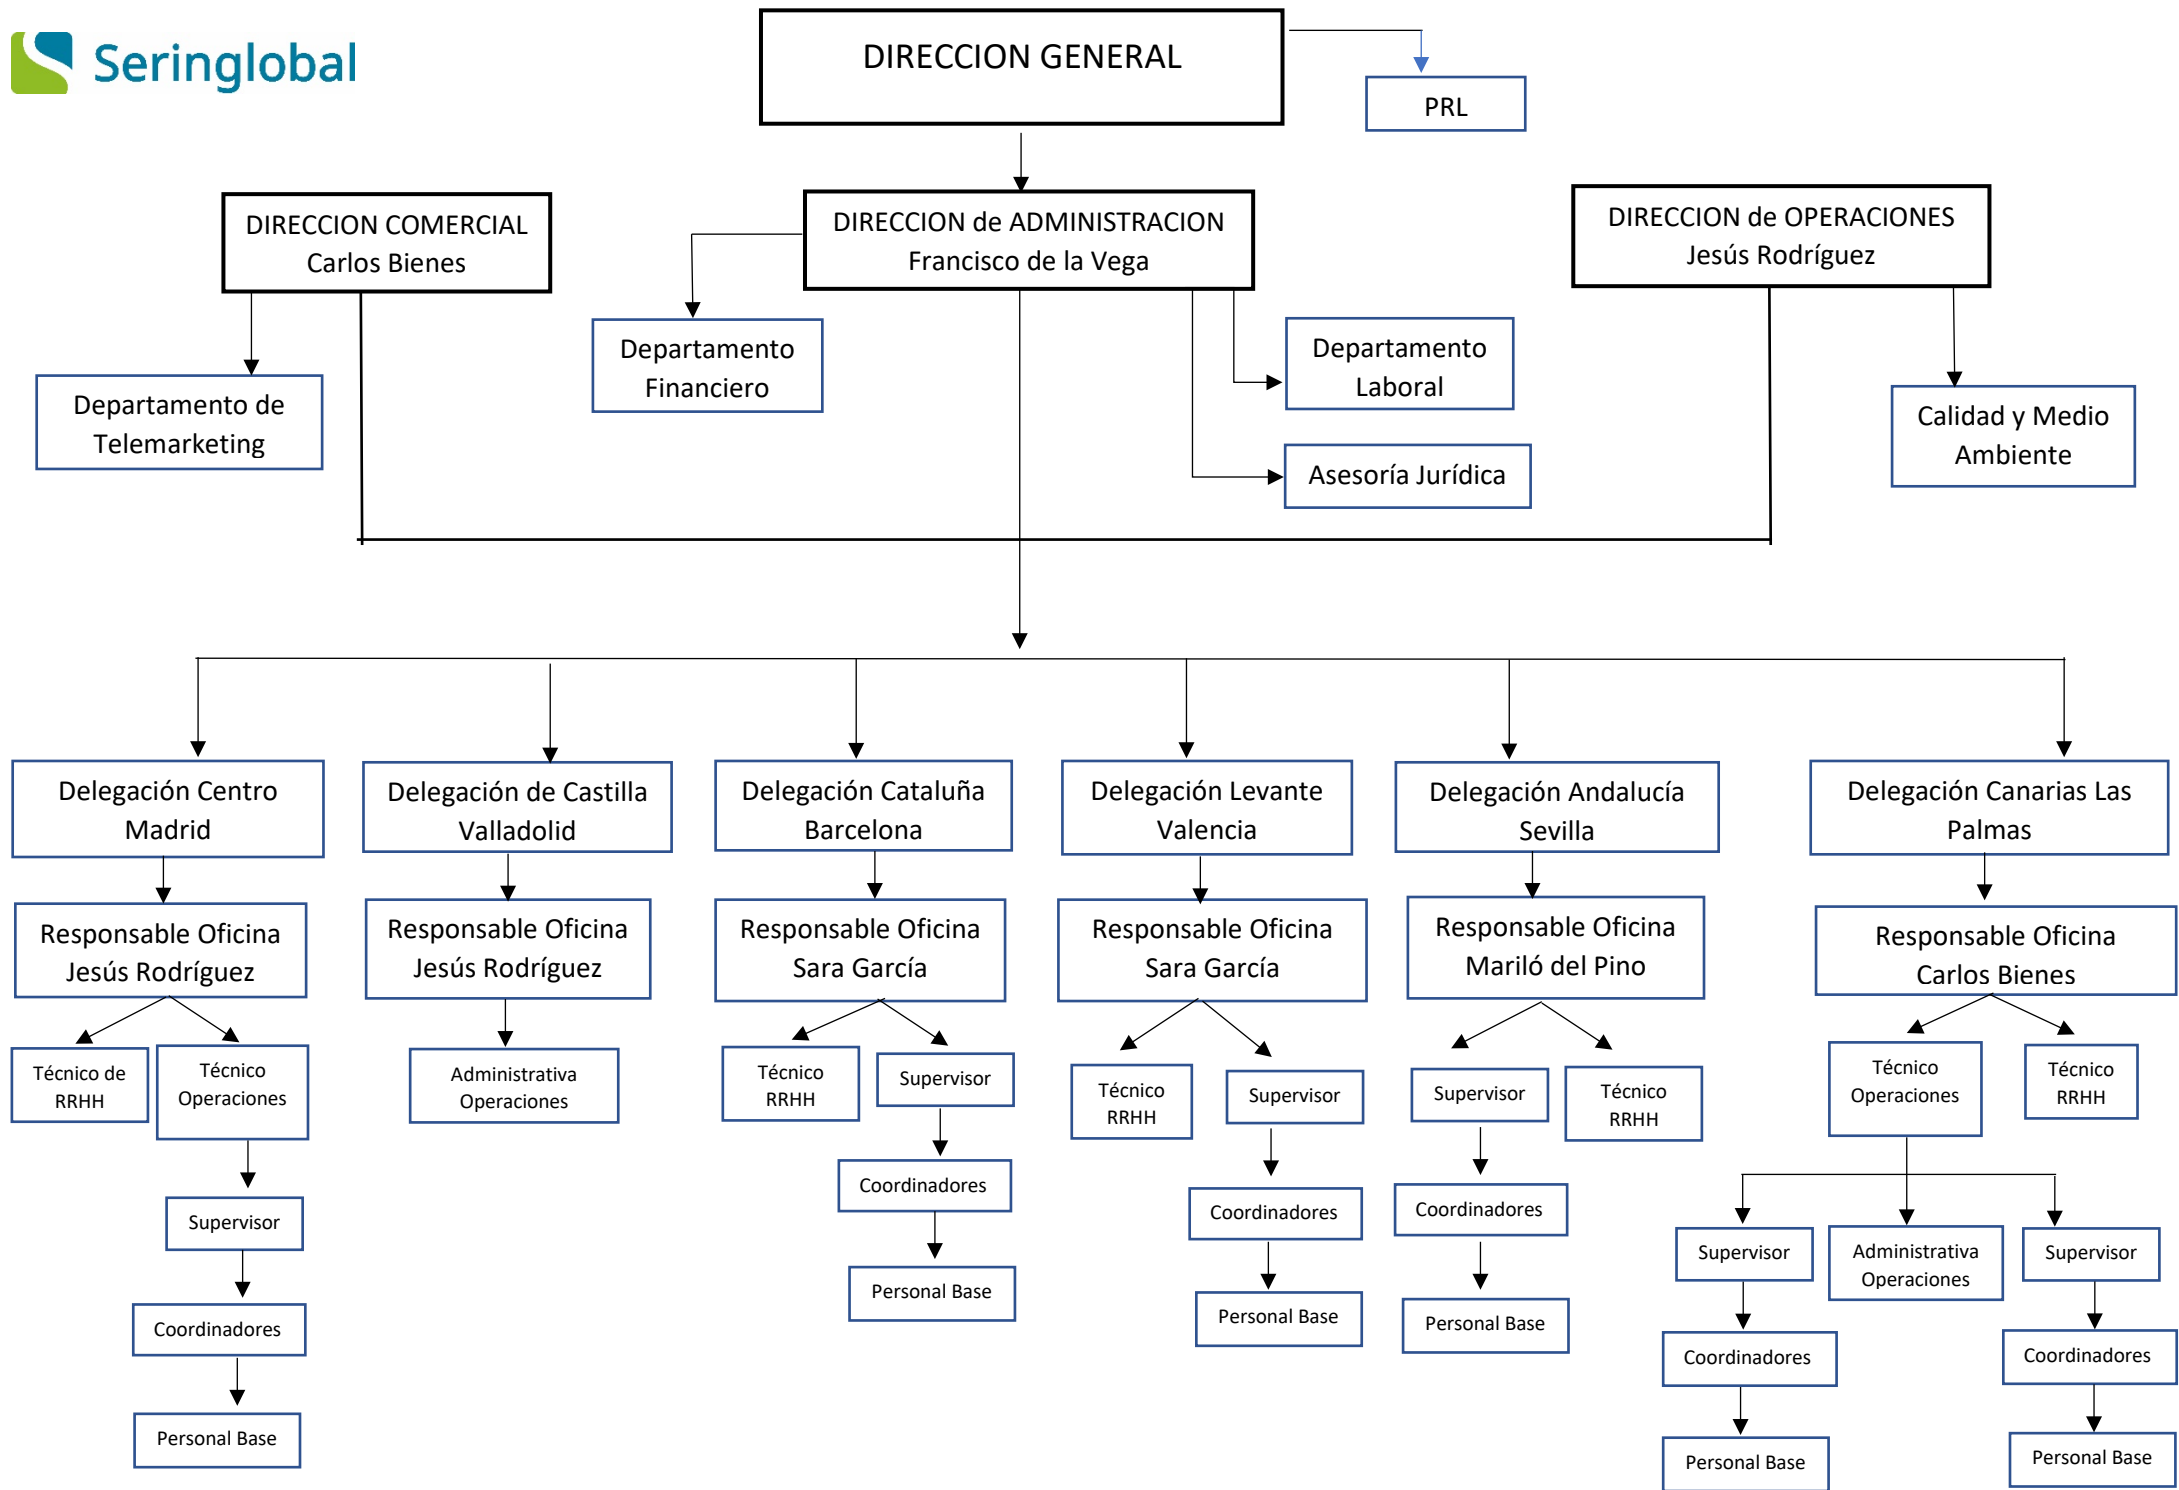 Seringlobal
DIRECCION GENERAL
PRL
DIRECCION COMERCIAL
Carlos Bienes
DIRECCION de ADMINISTRACION
Francisco de la Vega
DIRECCION de OPERACIONES
Jesús Rodríguez
Departamento de
Telemarketing
Departamento
Financiero
Departamento
Laboral
Asesoría Jurídica
Calidad y Medio
Ambiente
Delegación Centro
Madrid
Delegación de Castilla
Valladolid
Delegación Cataluña
Barcelona
Delegación Levante
Valencia
Delegación Andalucía
Sevilla
Delegación Canarias Las
Palmas
Responsable Oficina
Jesús Rodríguez
Responsable Oficina
Jesús Rodríguez
Responsable Oficina
Sara García
Responsable Oficina
Sara García
Responsable Oficina
Mariló del Pino
Responsable Oficina
Carlos Bienes
Técnico de
RRHH
Técnico
Operaciones
Administrativa
Operaciones
Técnico
RRHH
Supervisor
Técnico
RRHH
Supervisor
Supervisor
Técnico
RRHH
Técnico
Operaciones
Técnico
RRHH
Supervisor
Coordinadores
Personal Base
Coordinadores
Personal Base
Coordinadores
Personal Base
Coordinadores
Personal Base
Supervisor
Administrativa
Operaciones
Supervisor
Coordinadores
Coordinadores
Personal Base
Personal Base